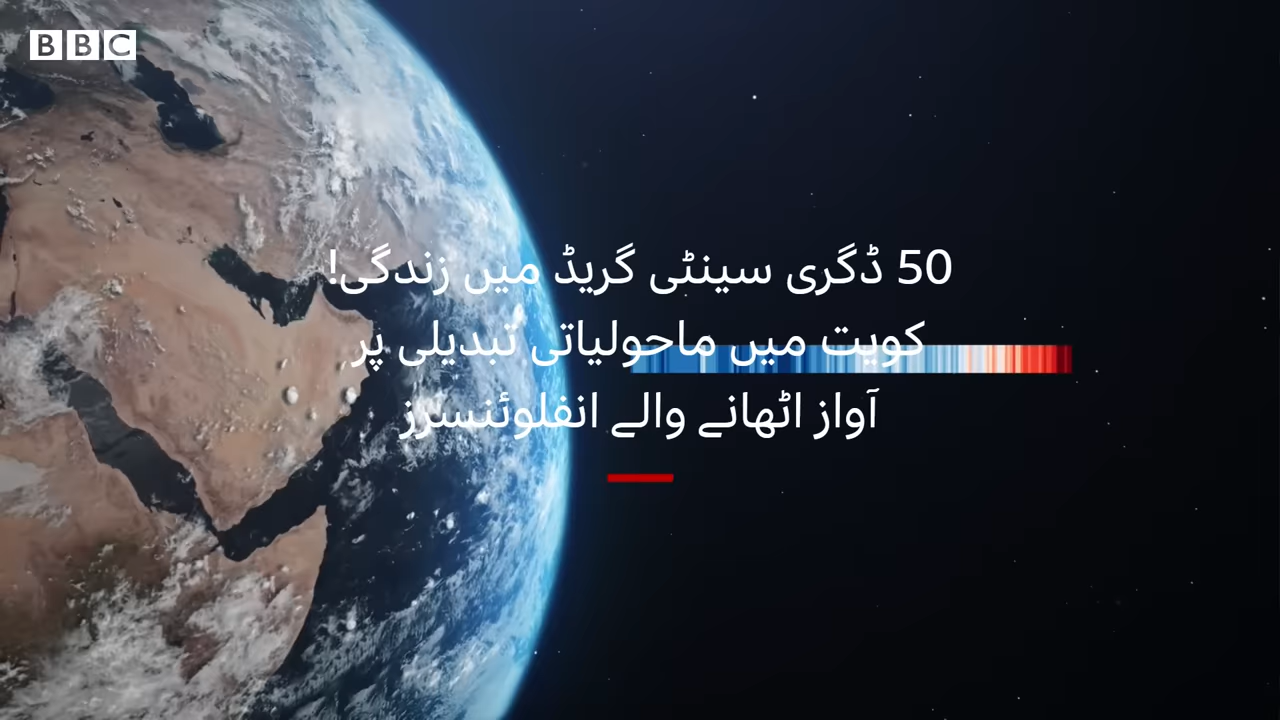 BBC
50 ڈگری سینٹی گریڈ میں زندگی!
کویت میں ماحولیاتی تبدیلی پر
آواز اٹھانے والے انفلوئنسرز